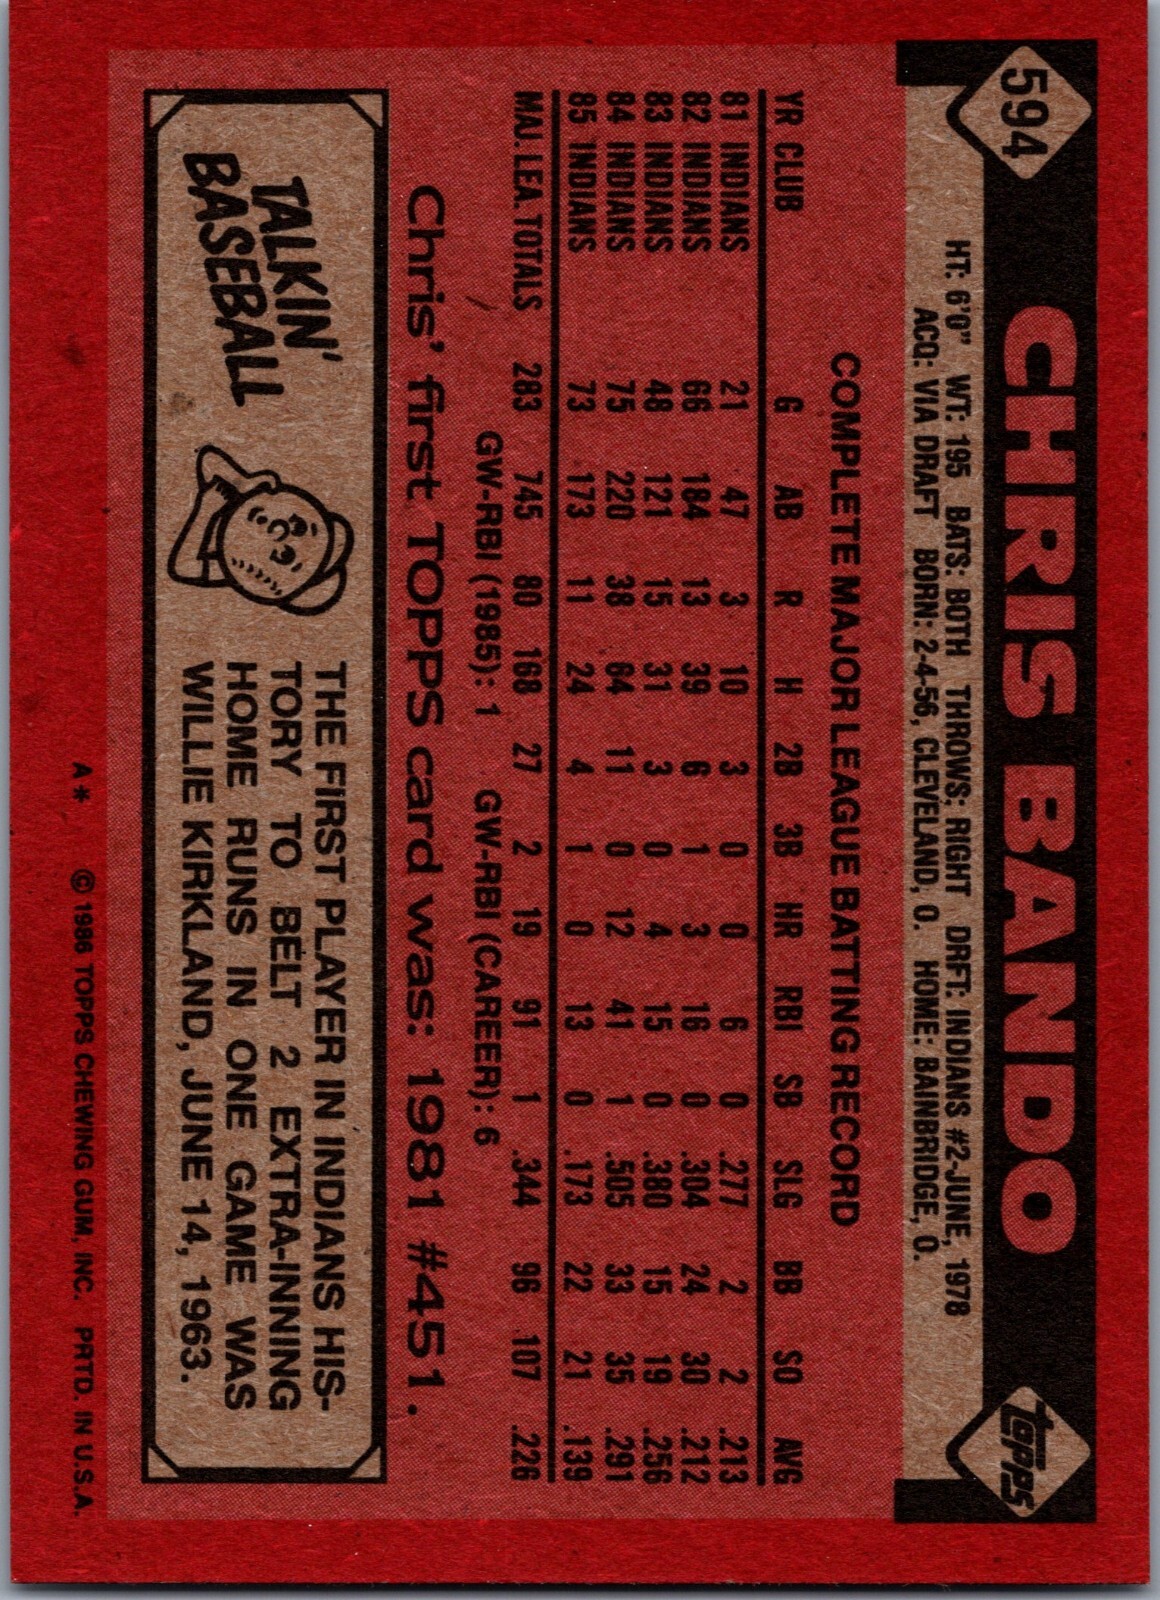 594
CHRIS BANDO
topps
HT: 6'0" WT: 195 BATS: BOTH THROWS: RIGHT DRFT: INDIANS #2-JUNE, 1978
ACQ: VIA DRAFT BORN: 2-4-56, CLEVELAND, O. HOME: BAINBRIDGE, O.
COMPLETE MAJOR LEAGUE BATTING RECORD
YR CLUB G AB R H 2B 3B HR RBI SB SLG BB SO AVG
81 INDIANS 21 47 3 10 3 0 0 6 0 .277 2 2 .213
82 INDIANS 66 184 13 39 6 1 3 16 0 .304 24 30 .212
83 INDIANS 48 121 15 31 3 0 4 15 0 .380 15 19 .256
84 INDIANS 75 220 38 64 11 0 12 41 1 .505 33 35 .291
85 INDIANS 73 173 11 24 4 1 0 13 0 .173 22 21 .139
MAJ. LEA. TOTALS 283 745 80 168 27 2 19 91 1 .344 96 107 .226
GW-RBI (1985): 1 GW-RBI (CAREER): 6
Chris' first TOPPS card was: 1981 #451.
TALKIN'
BASEBALL
THE FIRST PLAYER IN INDIANS HIS-
TORY TO BELT 2 EXTRA-INNING
HOME RUNS IN ONE GAME WAS
WILLIE KIRKLAND, JUNE 14, 1963.
A* © 1986 TOPPS CHEWING GUM, INC. PRTD. IN U.S.A.